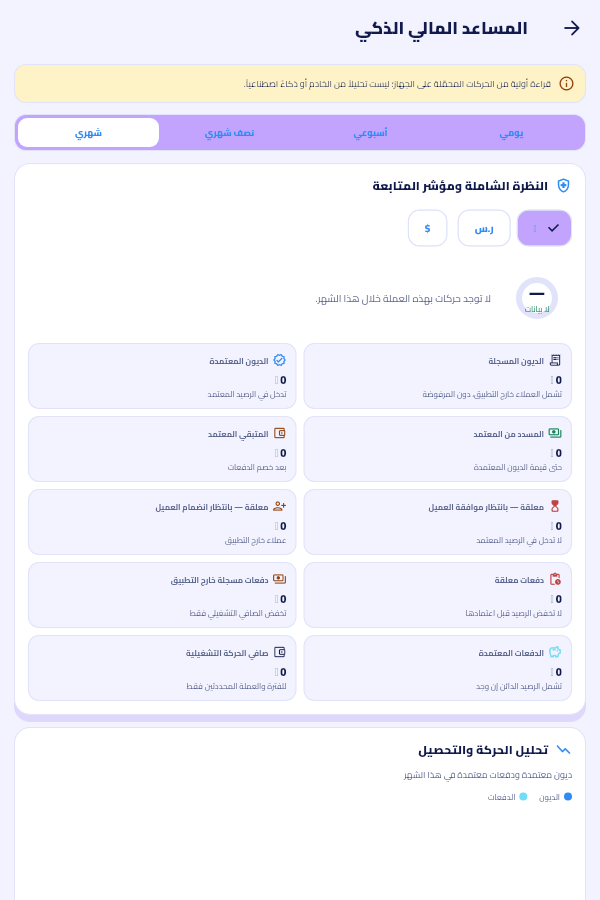 المساعد المالي الذكي
قراءة أولية من الحركات المحمّلة على الجهاز؛ ليست تحليلاً من الخادم أو ذكاءً اصطناعياً.
يومي
أسبوعي
نصف شهري
شهري
النظرة الشاملة ومؤشر المتابعة
ر.س
$
—
لا بيانات
لا توجد حركات بهذه العملة خلال هذا الشهر.
الديون المسجلة
0
تشمل العملاء خارج التطبيق، دون المرفوضة
الديون المعتمدة
0
تدخل في الرصيد المعتمد
المسدد من المعتمد
0
حتى قيمة الديون المعتمدة
المتبقي المعتمد
0
بعد خصم الدفعات
معلقة — بانتظار موافقة العميل
0
لا تدخل في الرصيد المعتمد
معلقة — بانتظار انضمام العميل
0
عملاء خارج التطبيق
دفعات معلقة
0
لا تخفض الرصيد قبل اعتمادها
دفعات مسجلة خارج التطبيق
0
تخفض الصافي التشغيلي فقط
الدفعات المعتمدة
0
تشمل الرصيد الدائن إن وجد
صافي الحركة التشغيلية
0
للفترة والعملة المحددتين فقط
تحليل الحركة والتحصيل
ديون معتمدة ودفعات معتمدة في هذا الشهر
الديون
الدفعات